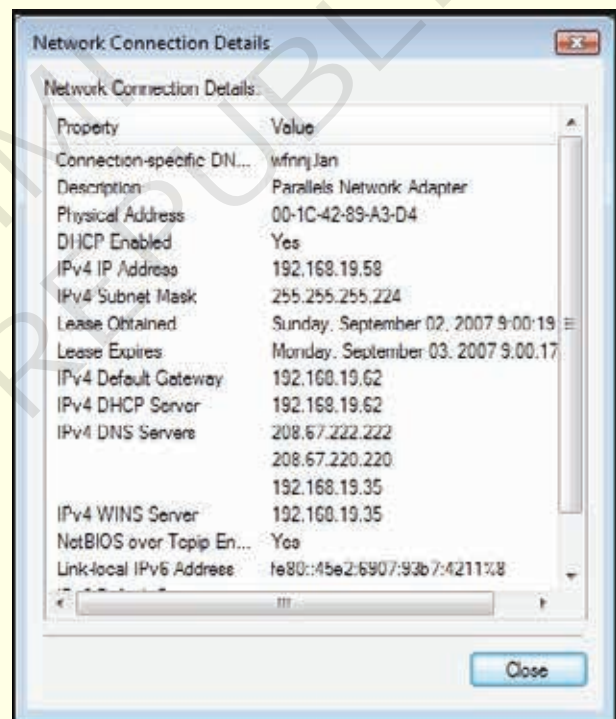 Network Connection Details
Network Connection Details:
Property Value
Connection-specific DN... wfnnj.lan
Description Parallels Network Adapter
Physical Address 00-1C-42-89-A3-D4
DHCP Enabled Yes
IPv4 IP Address 192.168.19.58
IPv4 Subnet Mask 255.255.255.224
Lease Obtained Sunday, September 02, 2007 9:00:19
Lease Expires Monday, September 03, 2007 9:00:17
IPv4 Default Gateway 192.168.19.62
IPv4 DHCP Server 192.168.19.62
IPv4 DNS Servers 208.67.222.222
208.67.220.220
192.168.19.35
IPv4 WINS Server 192.168.19.35
NetBIOS over Tcpip En... Yes
Link-local IPv6 Address fe80::45e2:6907:93b7:4211%8
Close
REPUBL